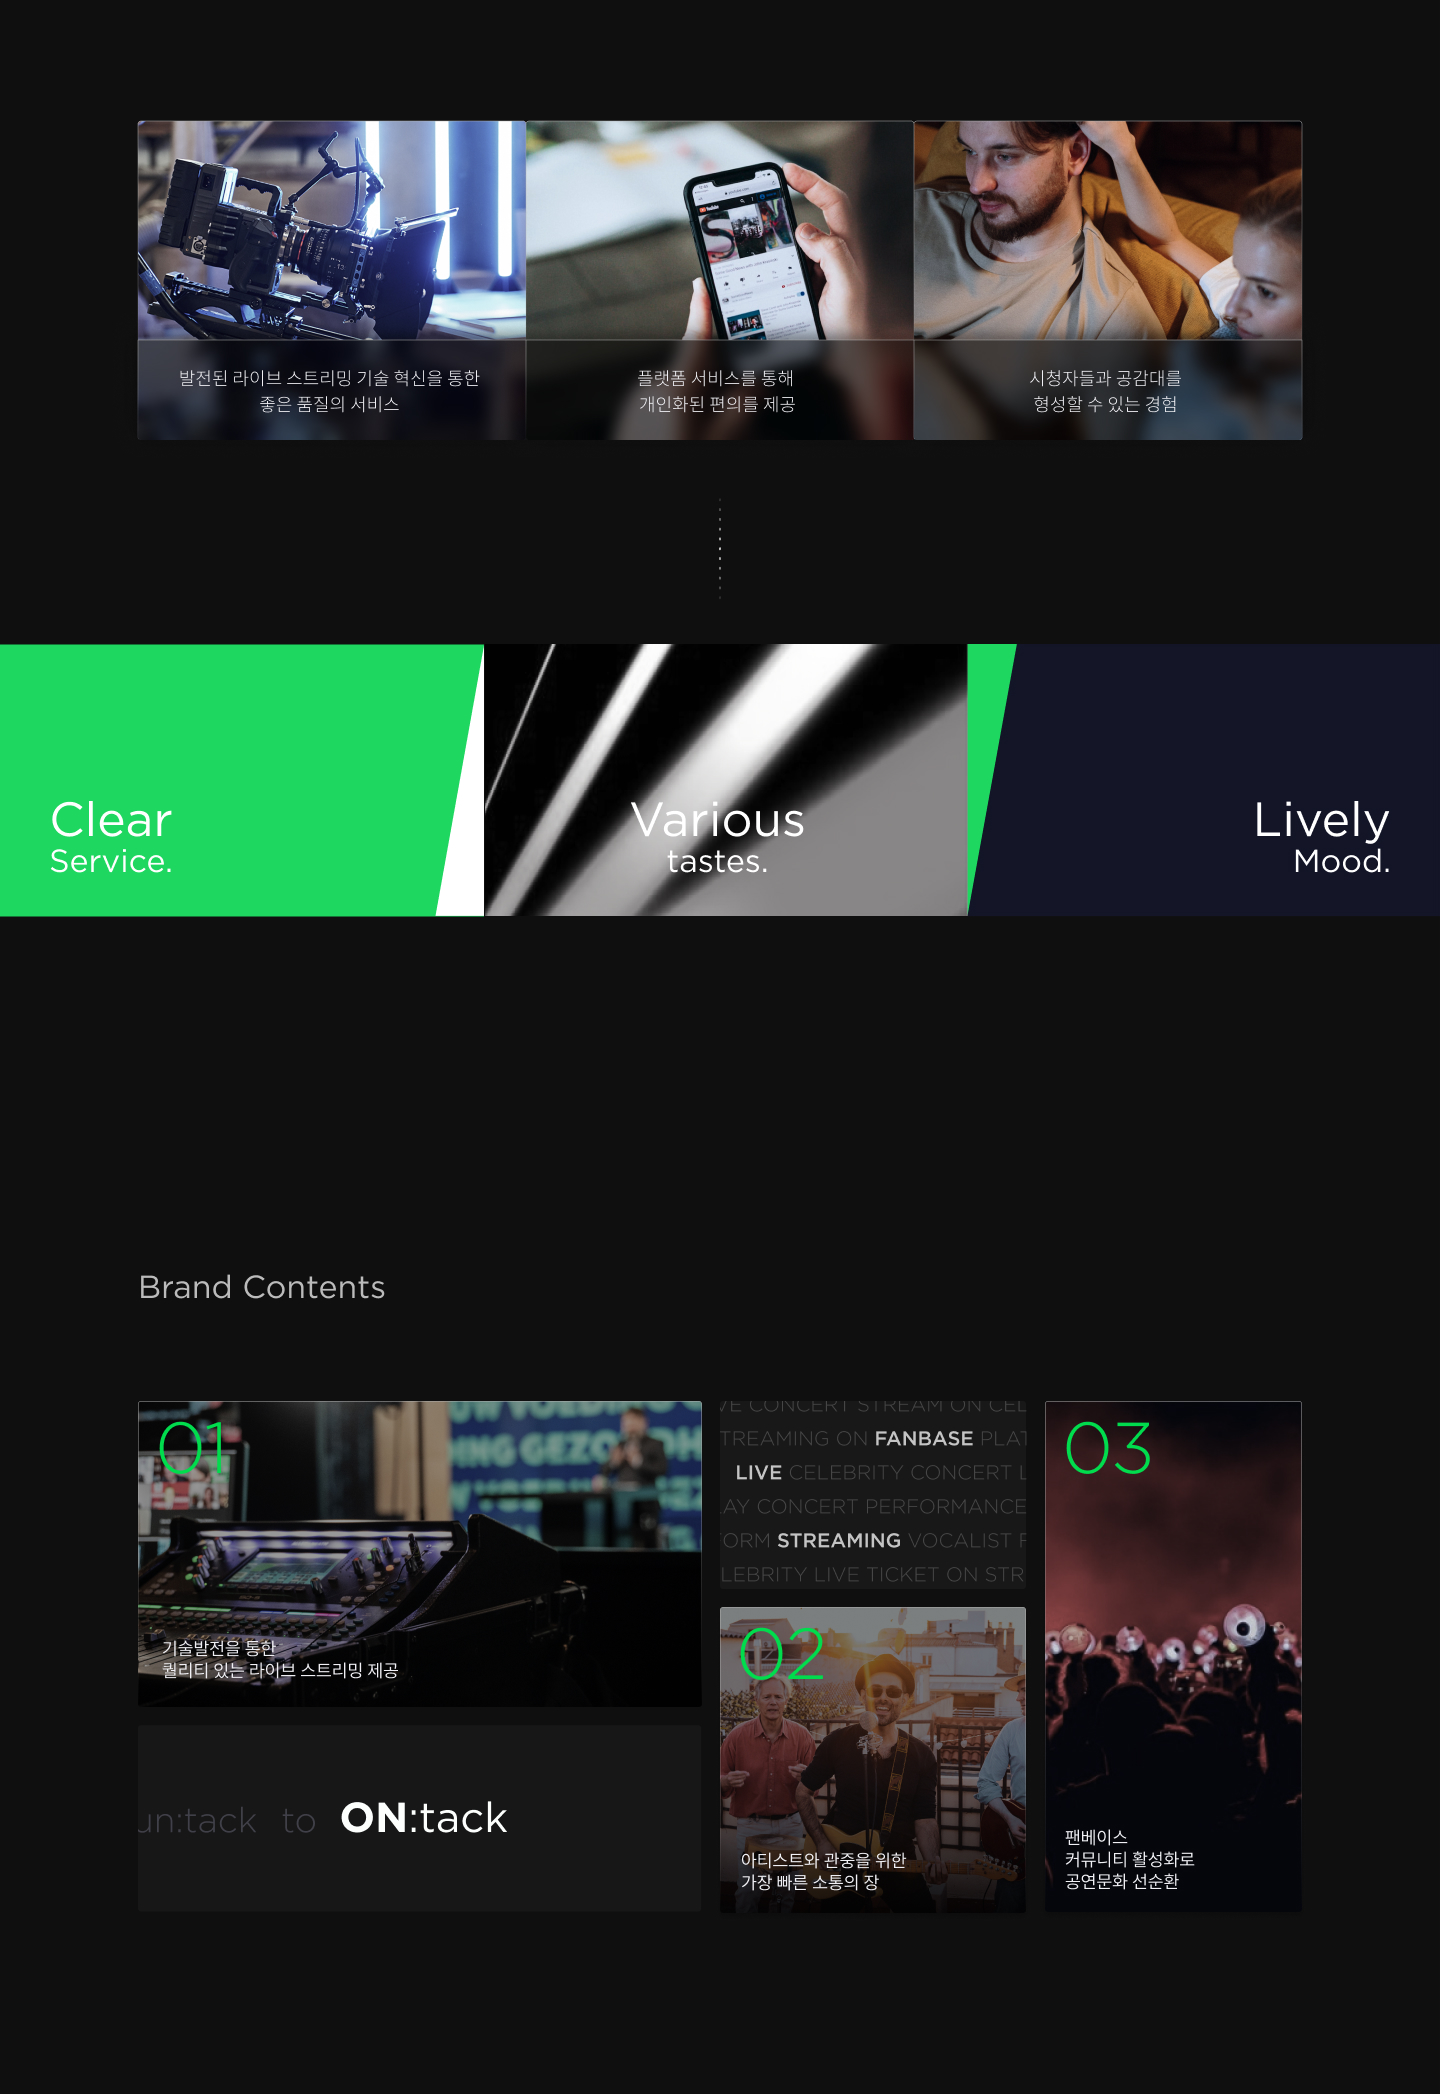 발전된 라이브 스트리밍 기술 혁신을 통한
좋은 품질의 서비스
플랫폼 서비스를 통해
개인화된 편의를 제공
시청자들과 공감대를
형성할 수 있는 경험
Clear
Service.
Various
tastes.
Lively
Mood.
Brand Contents
01
기술발전을 통한
퀄리티 있는 라이브 스트리밍 제공
un:tack to ON:tack
VE CONCERT STREAM ON CEL
TREAMING ON FANBASE PLAT
LIVE CELEBRITY CONCERT L
AY CONCERT PERFORMANCE
FORM STREAMING VOCALIST F
LEBRITY LIVE TICKET ON STR
02
아티스트와 관중을 위한
가장 빠른 소통의 장
03
팬베이스
커뮤니티 활성화로
공연문화 선순환